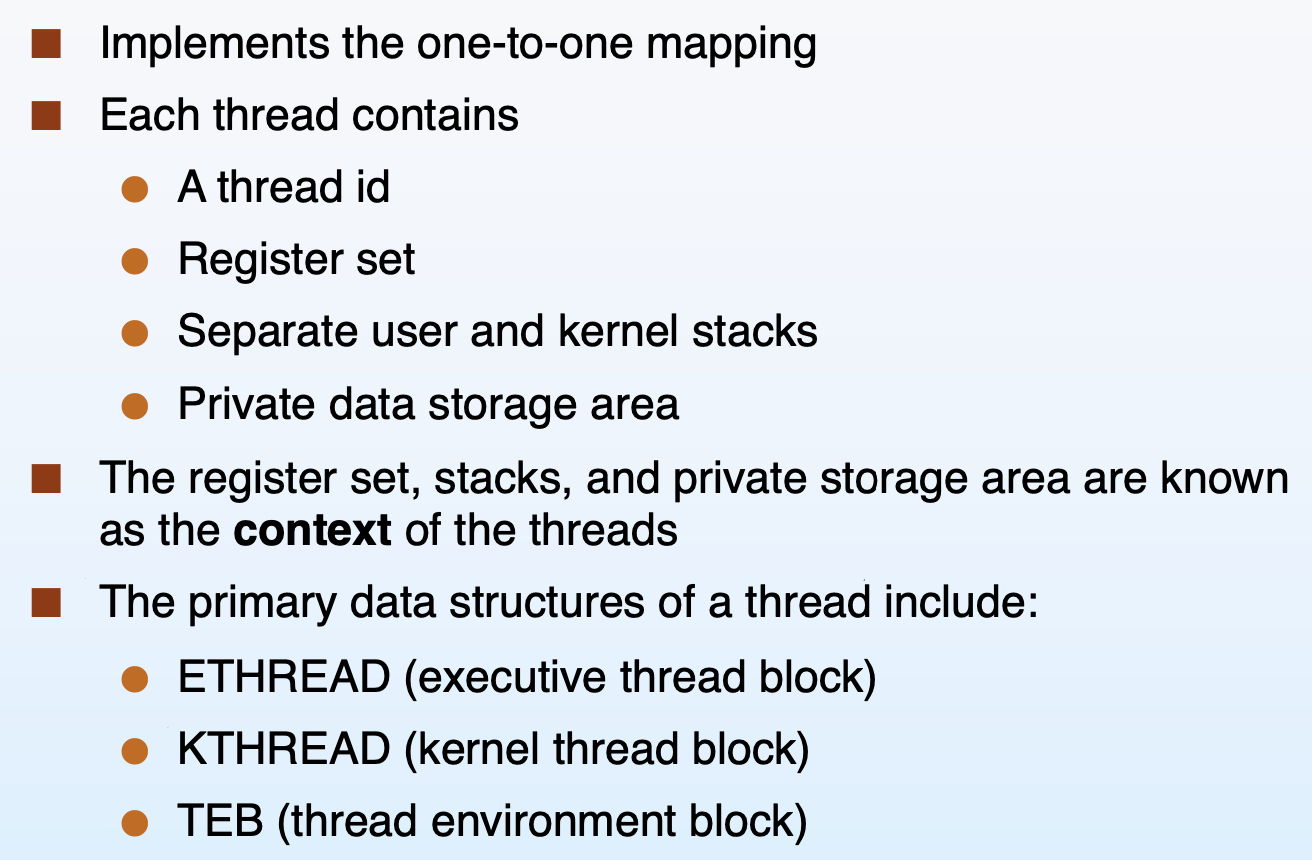 Implements the one-to-one mapping
Each thread contains
A thread id
Register set
Separate user and kernel stacks
Private data storage area
The register set, stacks, and private storage area are known
as the context of the threads
The primary data structures of a thread include:
ETHREAD (executive thread block)
KTHREAD (kernel thread block)
TEB (thread environment block)